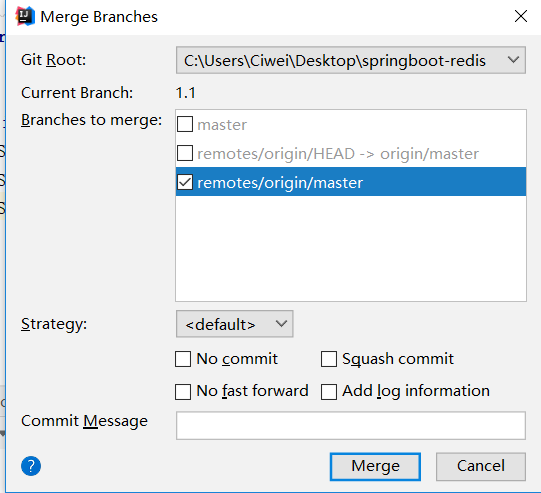 Merge Branches
Git Root: C:\Users\Ciwei\Desktop\springboot-redis
Current Branch: 1.1
Branches to merge: master
remotes/origin/HEAD -> origin/master
remotes/origin/master
Strategy: <default>
No commit Squash commit
No fast forward Add log information
Commit Message
? Merge Cancel